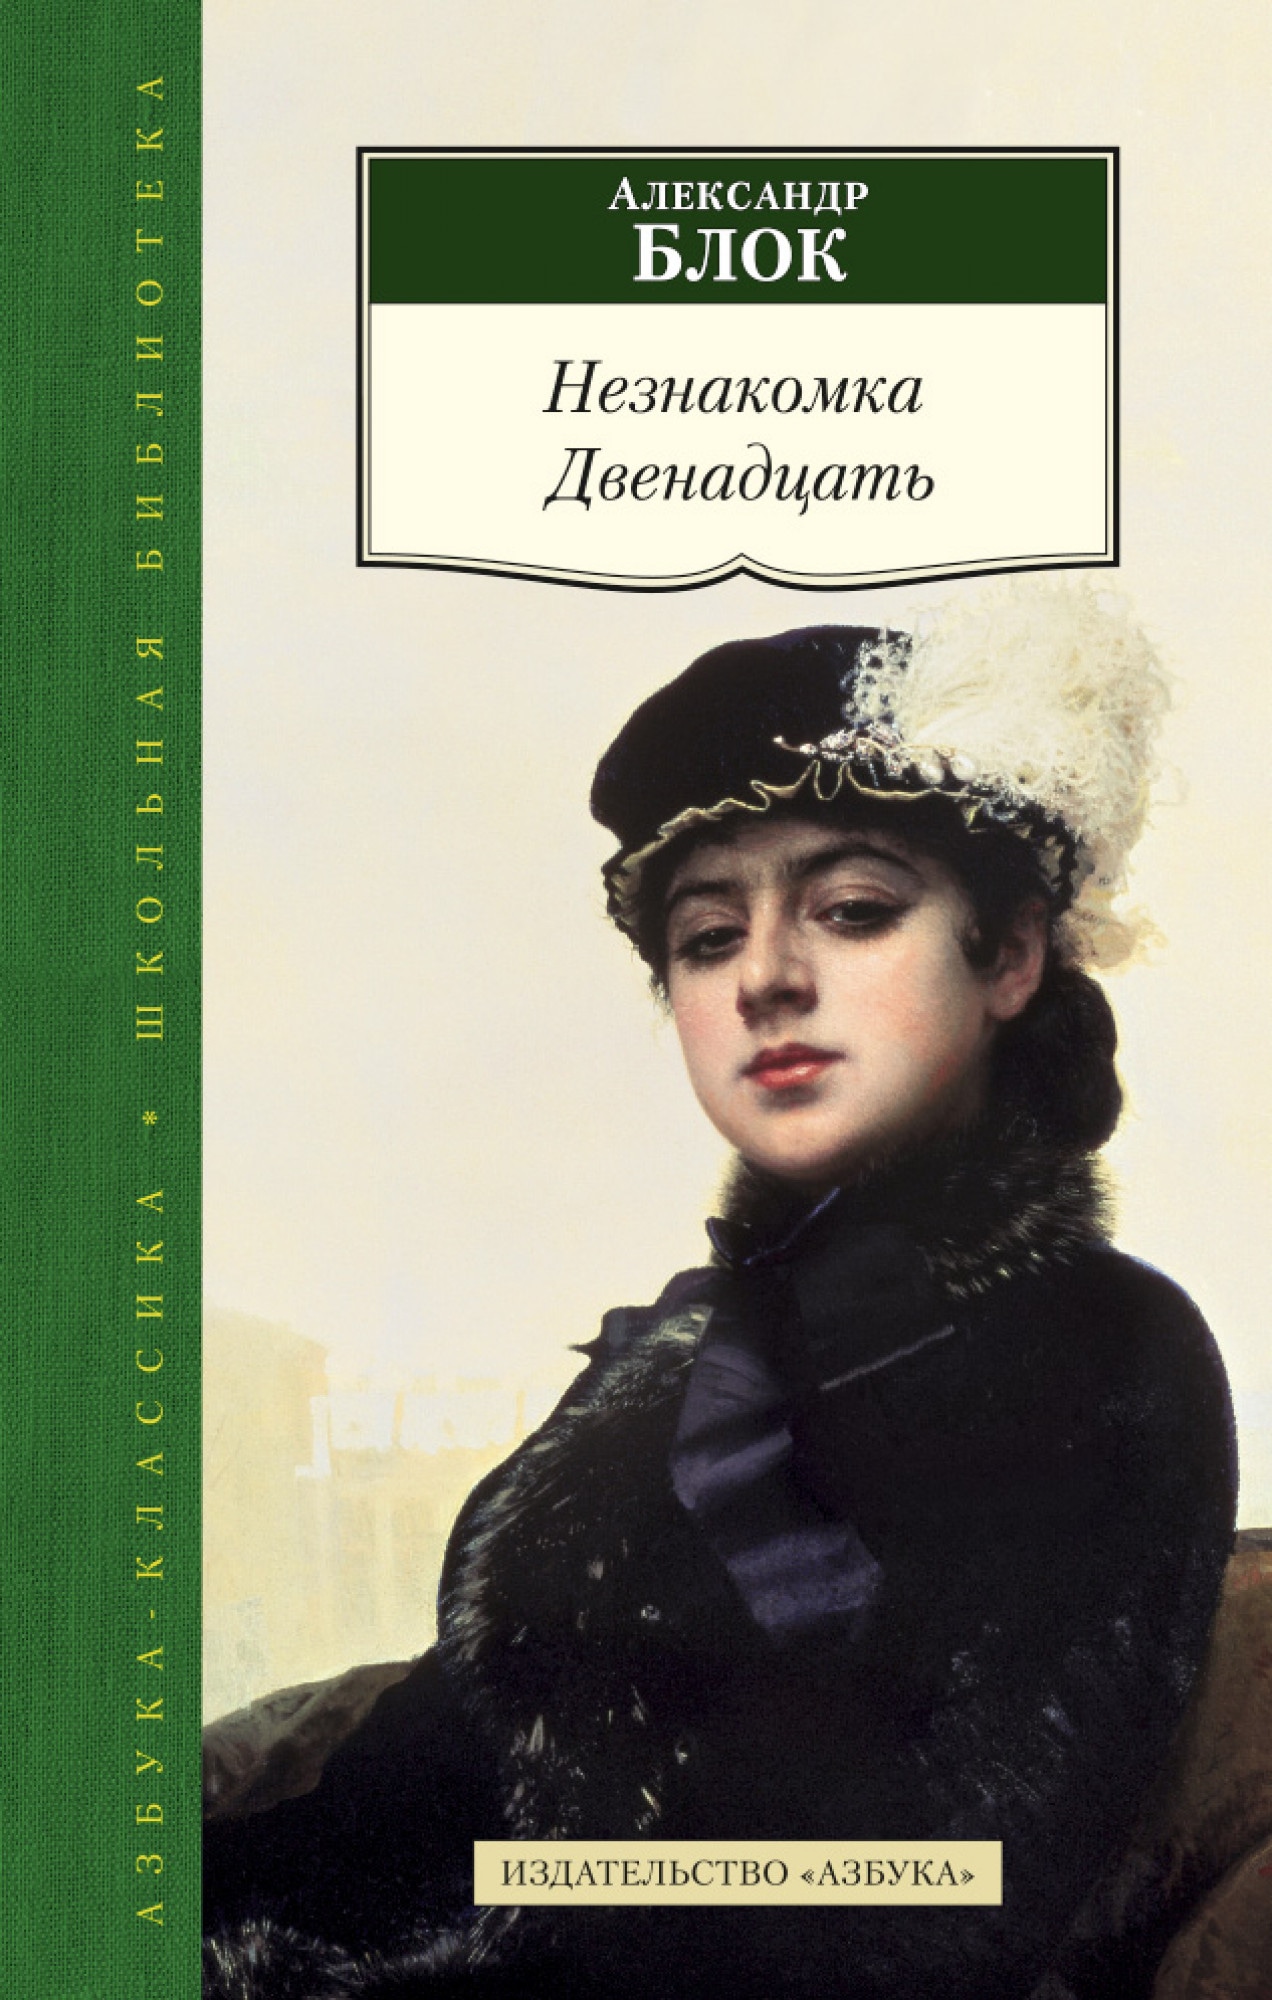 Александр
БЛОК
Незнакомка
Двенадцать
АЗБУКА-КЛАССИКА * ШКОЛЬНАЯ БИБЛИОТЕКА
ИЗДАТЕЛЬСТВО «АЗБУКА»